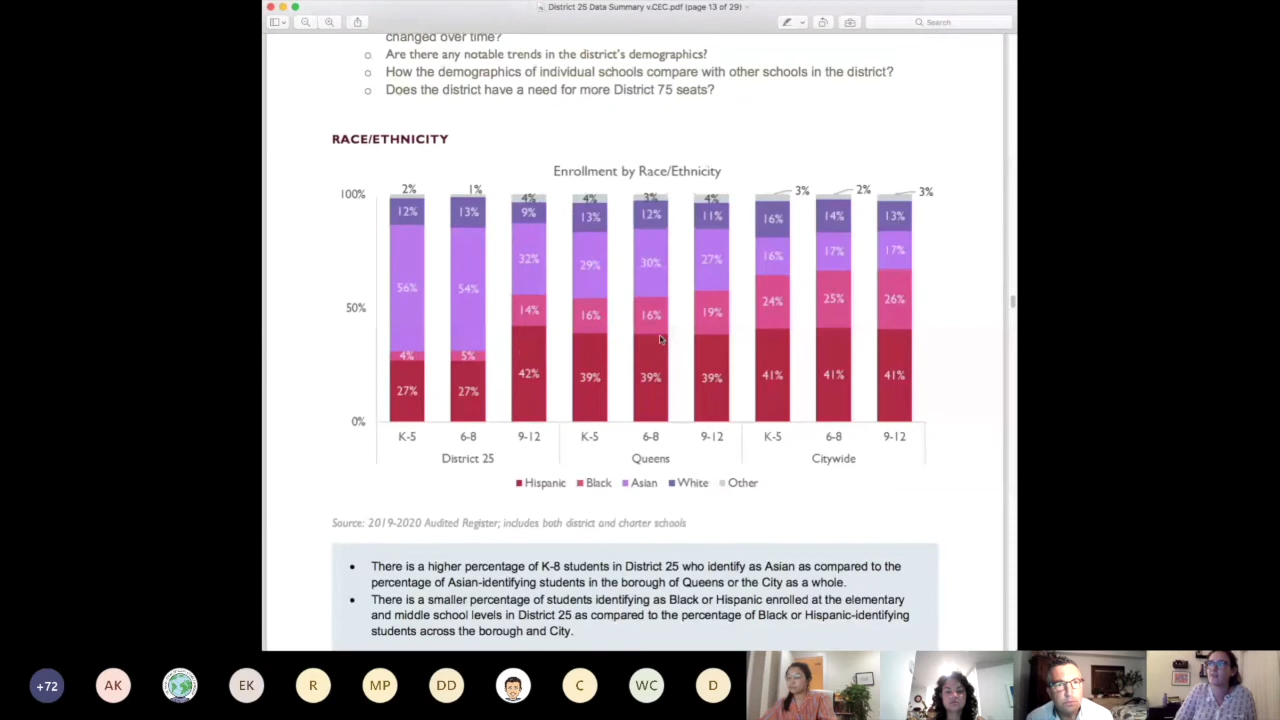 District 25 Data Summary v.CEC.pdf (page 13 of 29)
Search
changed over time?
o Are there any notable trends in the district's demographics?
o How the demographics of individual schools compare with other schools in the district?
o Does the district have a need for more District 75 seats?
RACE/ETHNICITY
Enrollment by Race/Ethnicity
100% 2% 1% 4% 4% 3% 4% 3% 2% 3%
12% 13% 9% 13% 12% 11% 16% 14% 13%
56% 54% 32% 29% 30% 27% 16% 17% 17%
50% 4% 5% 14% 16% 16% 19% 24% 25% 26%
27% 27% 42% 39% 39% 39% 41% 41% 41%
0%
K-5 6-8 9-12 K-5 6-8 9-12 K-5 6-8 9-12
District 25 Queens Citywide
Hispanic Black Asian White Other
Source: 2019-2020 Audited Register; includes both district and charter schools
• There is a higher percentage of K-8 students in District 25 who identify as Asian as compared to the
percentage of Asian-identifying students in the borough of Queens or the City as a whole.
• There is a smaller percentage of students identifying as Black or Hispanic enrolled at the elementary
and middle school levels in District 25 as compared to the percentage of Black or Hispanic-identifying
students across the borough and City.
+72 AK EK R MP DD C WC D